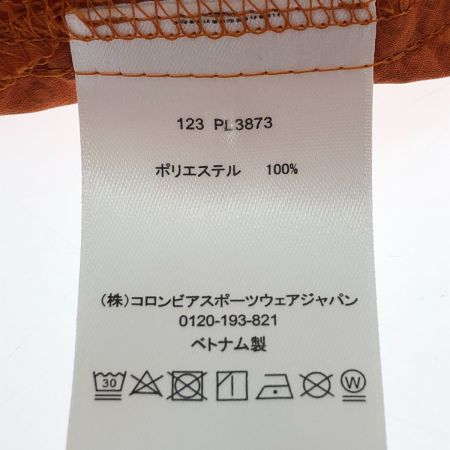 123 PL3873
ポリエステル 100%
（株）コロンビアスポーツウェアジャパン
0120-193-821
ベトナム製
30 W